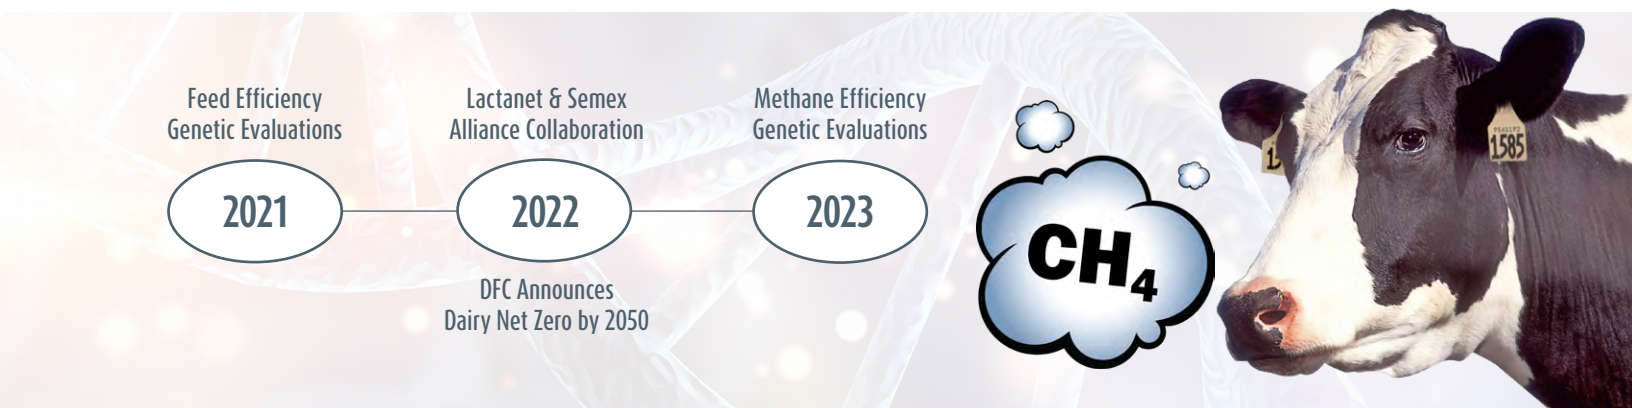 Feed Efficiency
Genetic Evaluations
2021
Lactanet & Semex
Alliance Collaboration
2022
DFC Announces
Dairy Net Zero by 2050
Methane Efficiency
Genetic Evaluations
2023
CH₄
1585